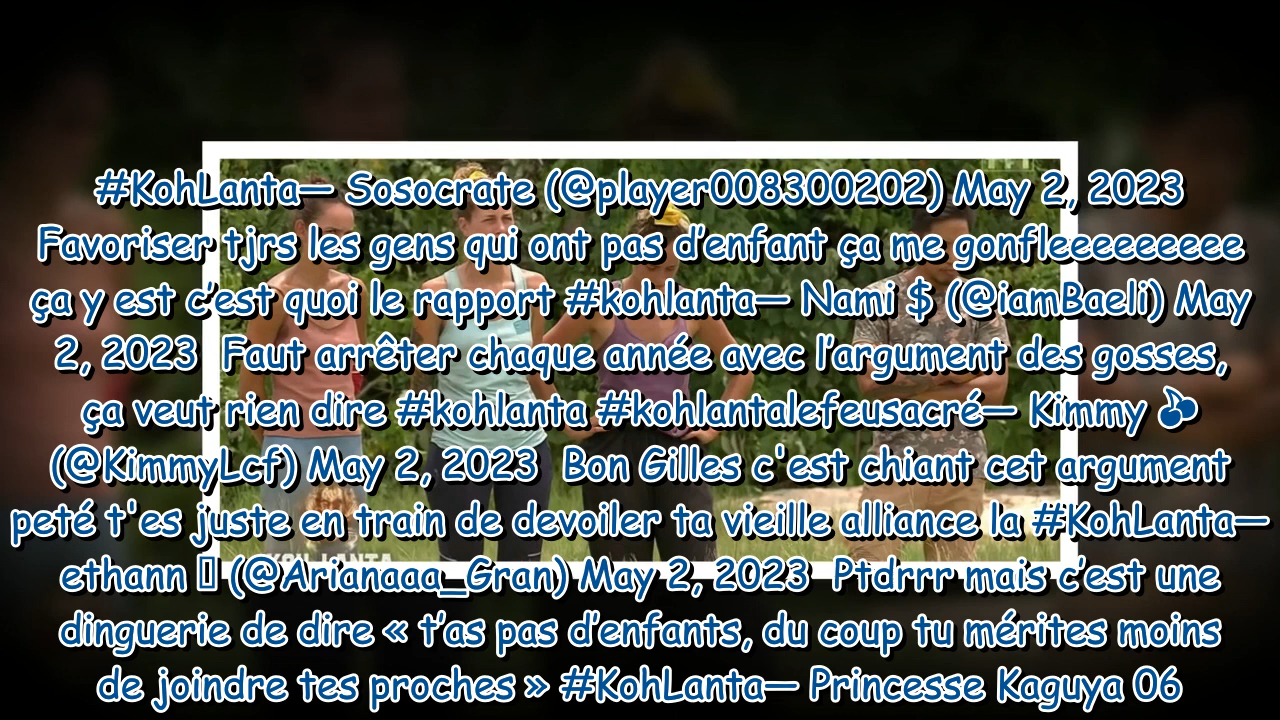 #KohLanta— Sosocrate (@player008300202) May 2, 2023
Favoriser tjrs les gens qui ont pas d’enfant ça me gonfleeeeeeeeee
ça y est c’est quoi le rapport #kohlanta— Nami $ (@iamBaeli) May
2, 2023 Faut arrêter chaque année avec l’argument des gosses,
ça veut rien dire #kohlanta #kohlantalefeusacré— Kimmy 🍒
(@KimmyLcf) May 2, 2023 Bon Gilles c'est chiant cet argument
peté t'es juste en train de devoiler ta vieille alliance la #KohLanta—
ethann (@Arianaaa_Gran) May 2, 2023 Ptdrrr mais c’est une
dinguerie de dire « t’as pas d’enfants, du coup tu mérites moins
de joindre tes proches » #KohLanta— Princesse Kaguya 06
KOH-LANTA